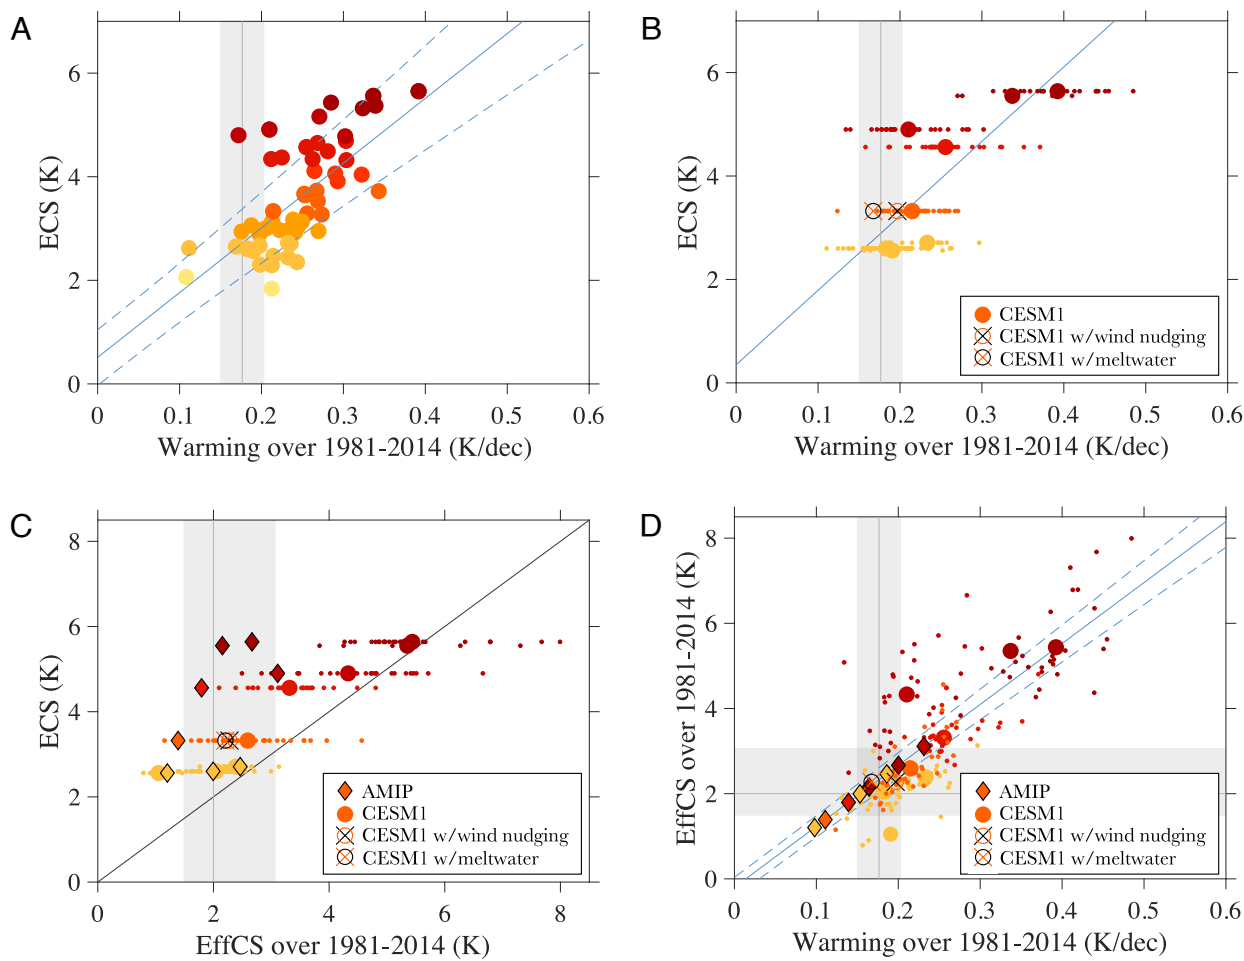 A
ECS (K)
6
4
2
0
0 0.1 0.2 0.3 0.4 0.5 0.6
Warming over 1981-2014 (K/dec)
B
ECS (K)
6
4
2
0
CESM1
CESM1 w/wind nudging
CESM1 w/meltwater
0 0.1 0.2 0.3 0.4 0.5 0.6
Warming over 1981-2014 (K/dec)
C
ECS (K)
8
6
4
2
0
AMIP
CESM1
CESM1 w/wind nudging
CESM1 w/meltwater
0 2 4 6 8
EffCS over 1981-2014 (K)
D
EffCS over 1981-2014 (K)
8
6
4
2
0
AMIP
CESM1
CESM1 w/wind nudging
CESM1 w/meltwater
0 0.1 0.2 0.3 0.4 0.5 0.6
Warming over 1981-2014 (K/dec)